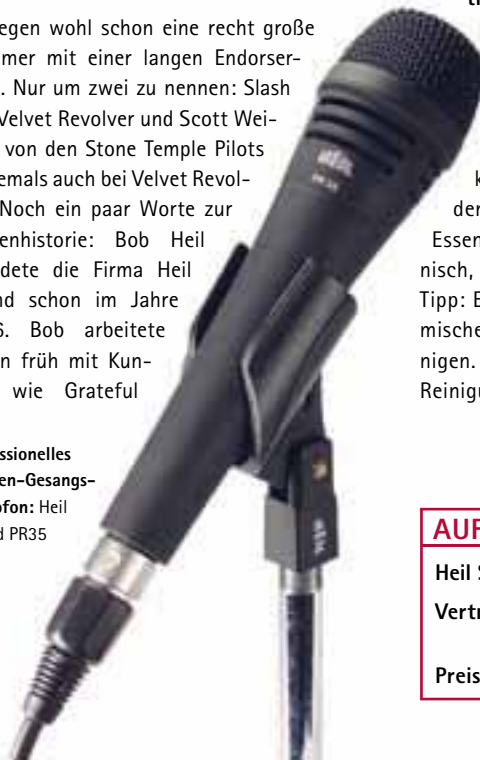 egen wohl schon eine recht große
mer mit einer langen Endorser-
. Nur um zwei zu nennen: Slash
Velvet Revolver und Scott Wei-
von den Stone Temple Pilots
emals auch bei Velvet Revol-
Noch ein paar Worte zur
enhistorie: Bob Heil
dete die Firma Heil
nd schon im Jahre
6. Bob arbeitete
n früh mit Kun-
wie Grateful
ssionelles
en-Gesangs-
ofon: Heil
d PR35
k
der
Essen
nisch,
Tipp: E
mische
nigen.
Reinigu
AUF
Heil S
Vertr
Preis